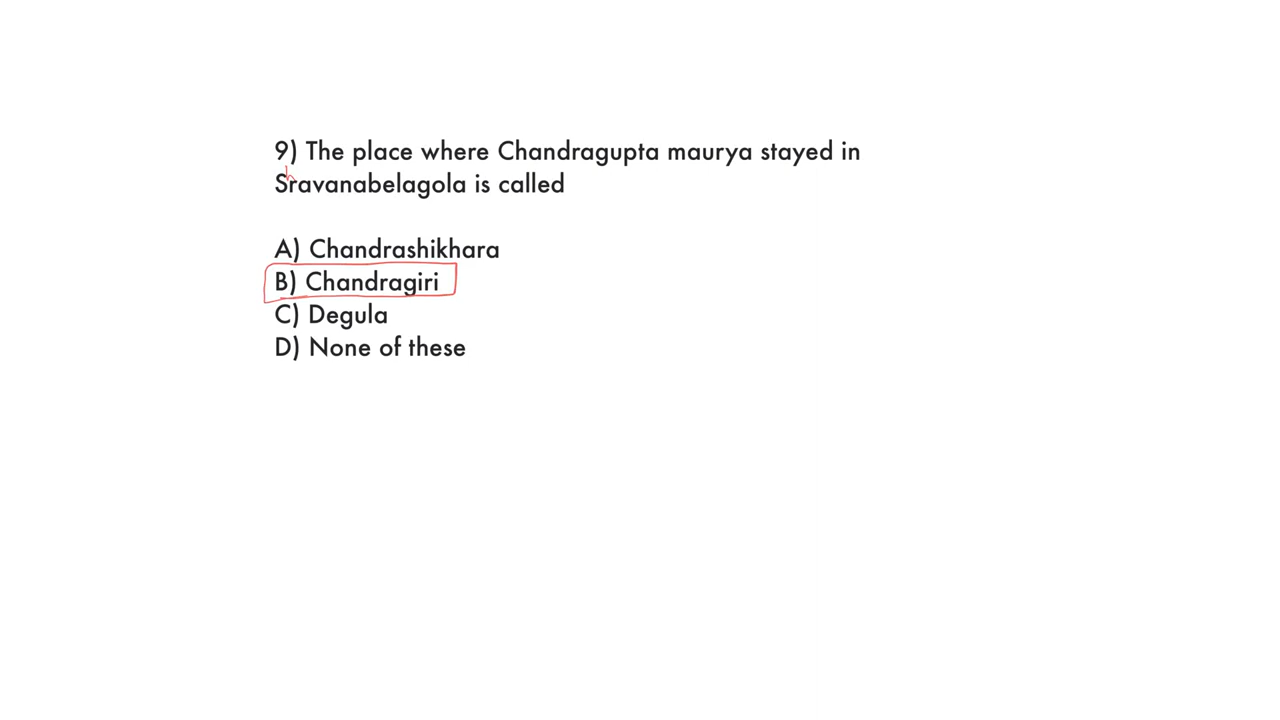 9) The place where Chandragupta maurya stayed in
h
Sravanabelagola is called
A) Chandrashikhara
B) Chandragiri
C) Degula
D) None of these